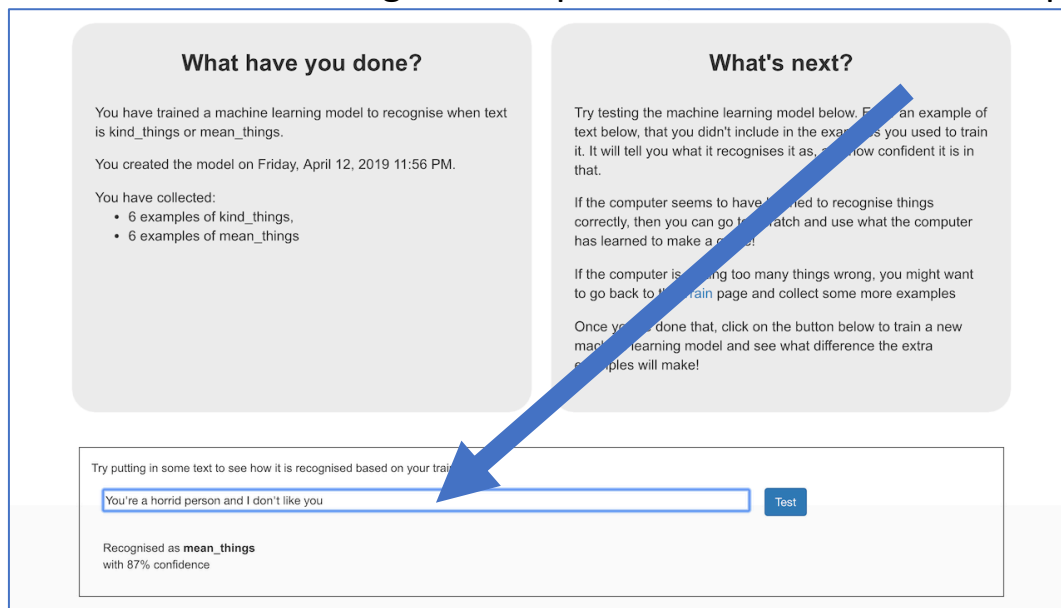 What have you done?
You have trained a machine learning model to recognise when text
is kind_things or mean_things.
You created the model on Friday, April 12, 2019 11:56 PM.
You have collected:
• 6 examples of kind_things,
• 6 examples of mean_things
What's next?
Try testing the machine learning model below. an example of
text below, that you didn't include in the you used to train
it. It will tell you what it recognises it as, how confident it is in
that.
If the computer seems to have to recognise things
correctly, then you can go and use what the computer
has learned to make a
If the computer is too many things wrong, you might want
to go back to page and collect some more examples
Once done that, click on the button below to train a new
learning model and see what difference the extra
will make!
Try putting in some text to see how it is recognised based on your
You're a horrid person and I don't like you
Test
Recognised as mean_things
with 87% confidence